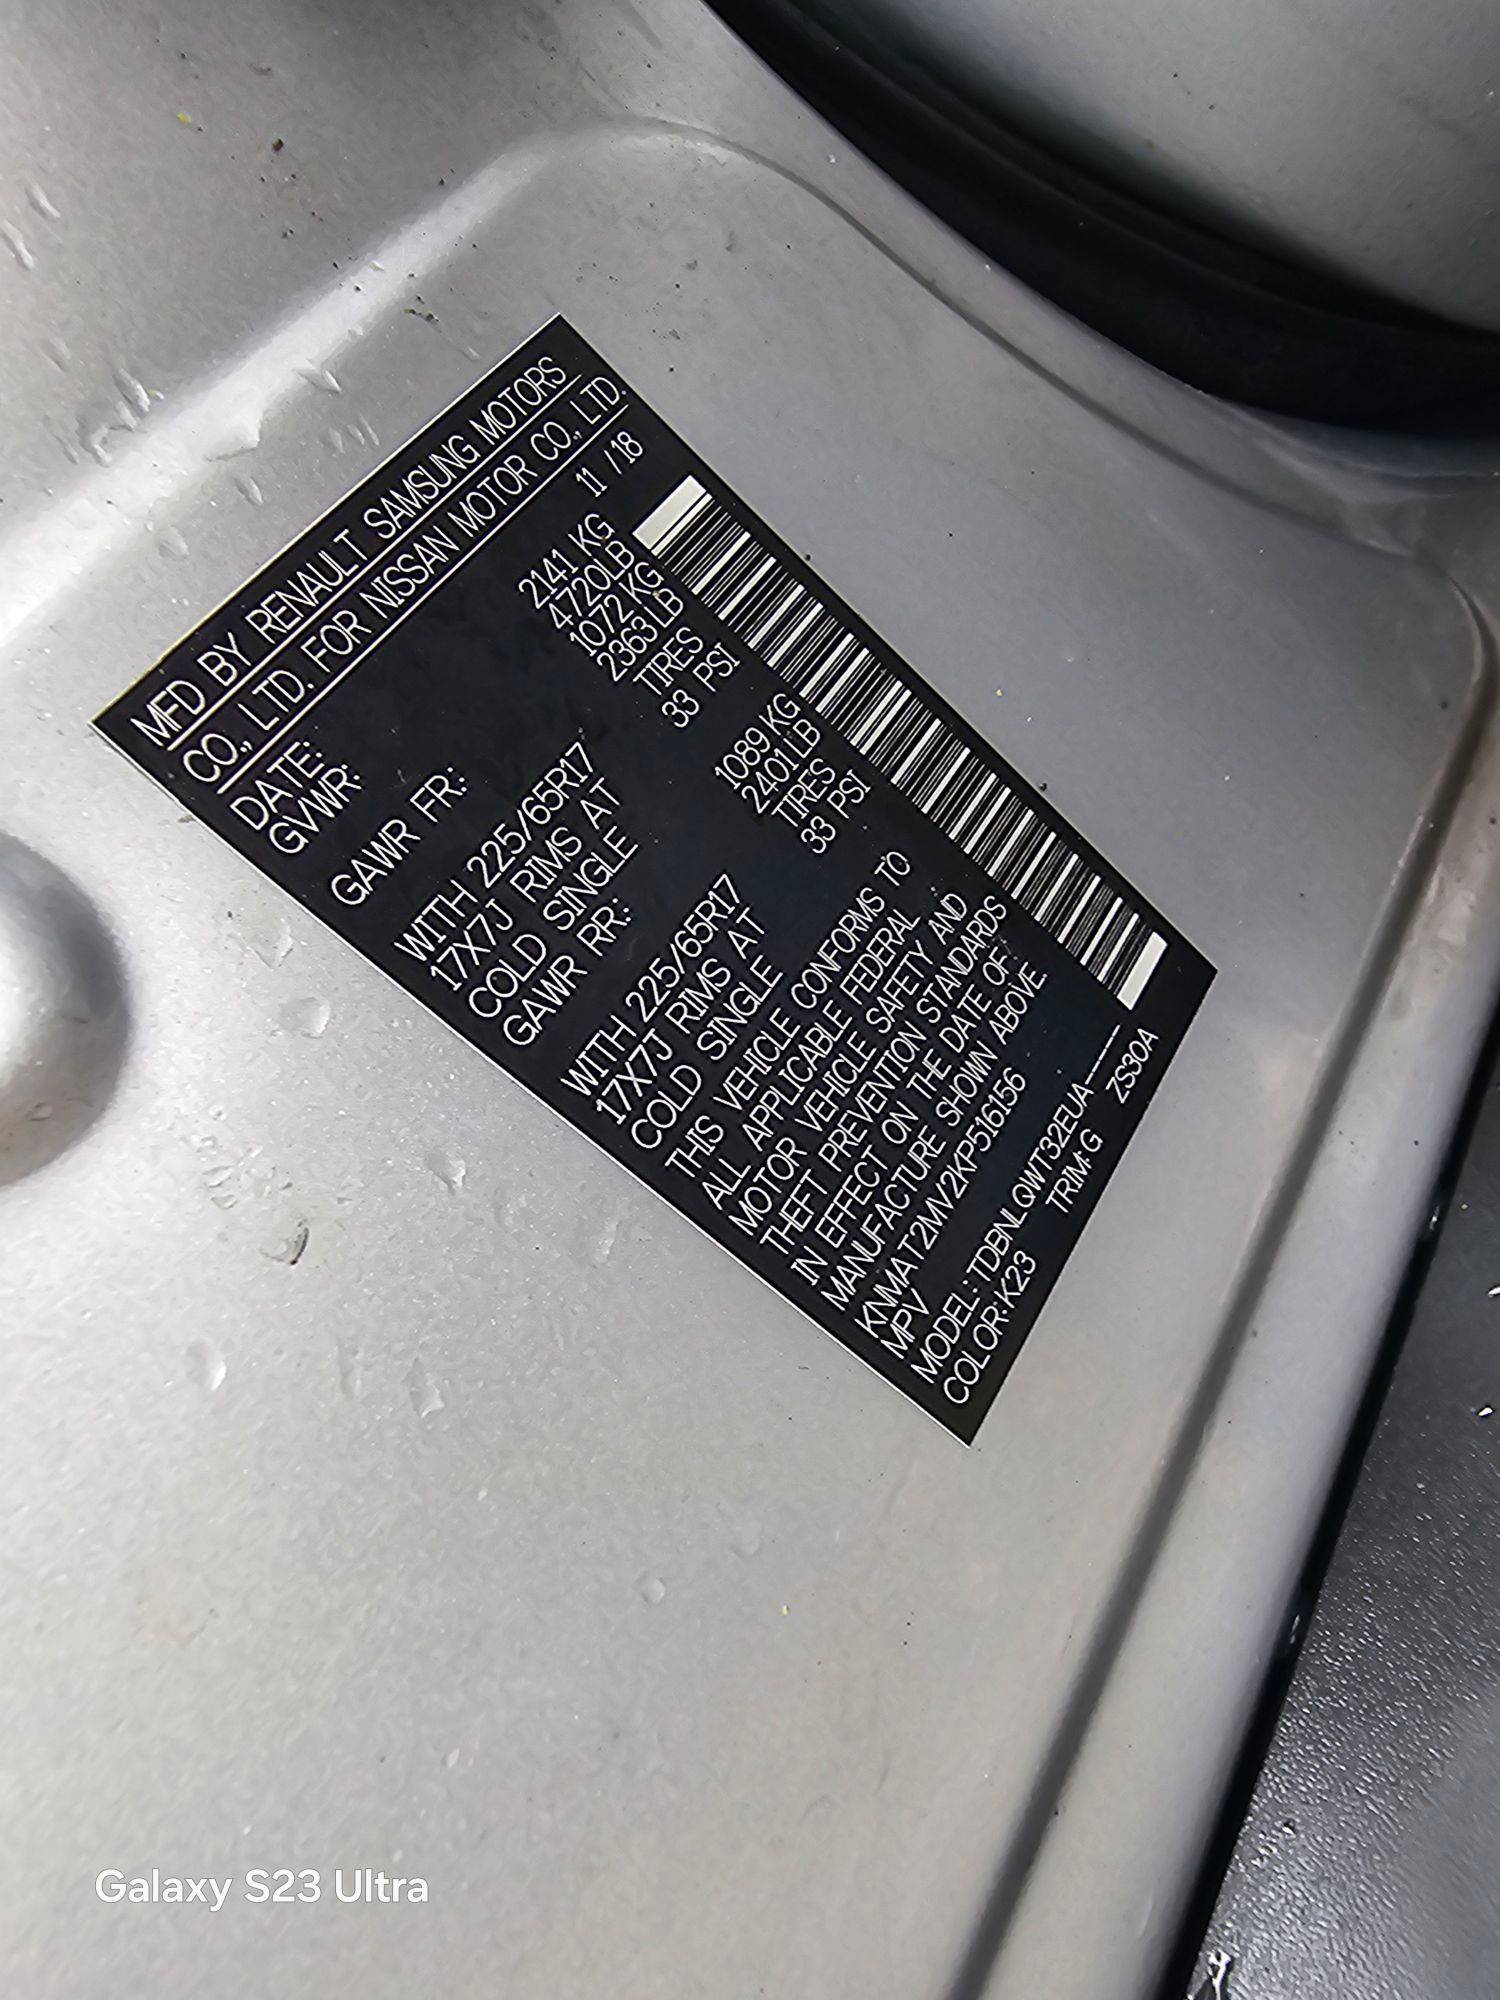 MFD BY RENAULT SAMSUNG MOTORS
CO., LTD. FOR NISSAN MOTOR CO., LTD.
DATE: 11 /18
GVWR: 2141 KG
4720LB
GAWR FR: 1072 KG
2363LB
WITH 225/65R17 TIRES
17X7J RIMS AT 33 PSI
COLD SINGLE
GAWR RR: 1089 KG
2401LB
WITH 225/65R17 TIRES
17X7J RIMS AT 33 PSI
COLD SINGLE
THIS VEHICLE CONFORMS TO
ALL APPLICABLE FEDERAL
MOTOR VEHICLE SAFETY AND
THEFT PREVENTION STANDARDS
IN EFFECT ON THE DATE OF
MANUFACTURE SHOWN ABOVE.
KNMAT2MV2KP516156
MPV
MODEL: TDBNLQWT32EUA-----
COLOR: K23 TRIM: G ZS30A
Galaxy S23 Ultra